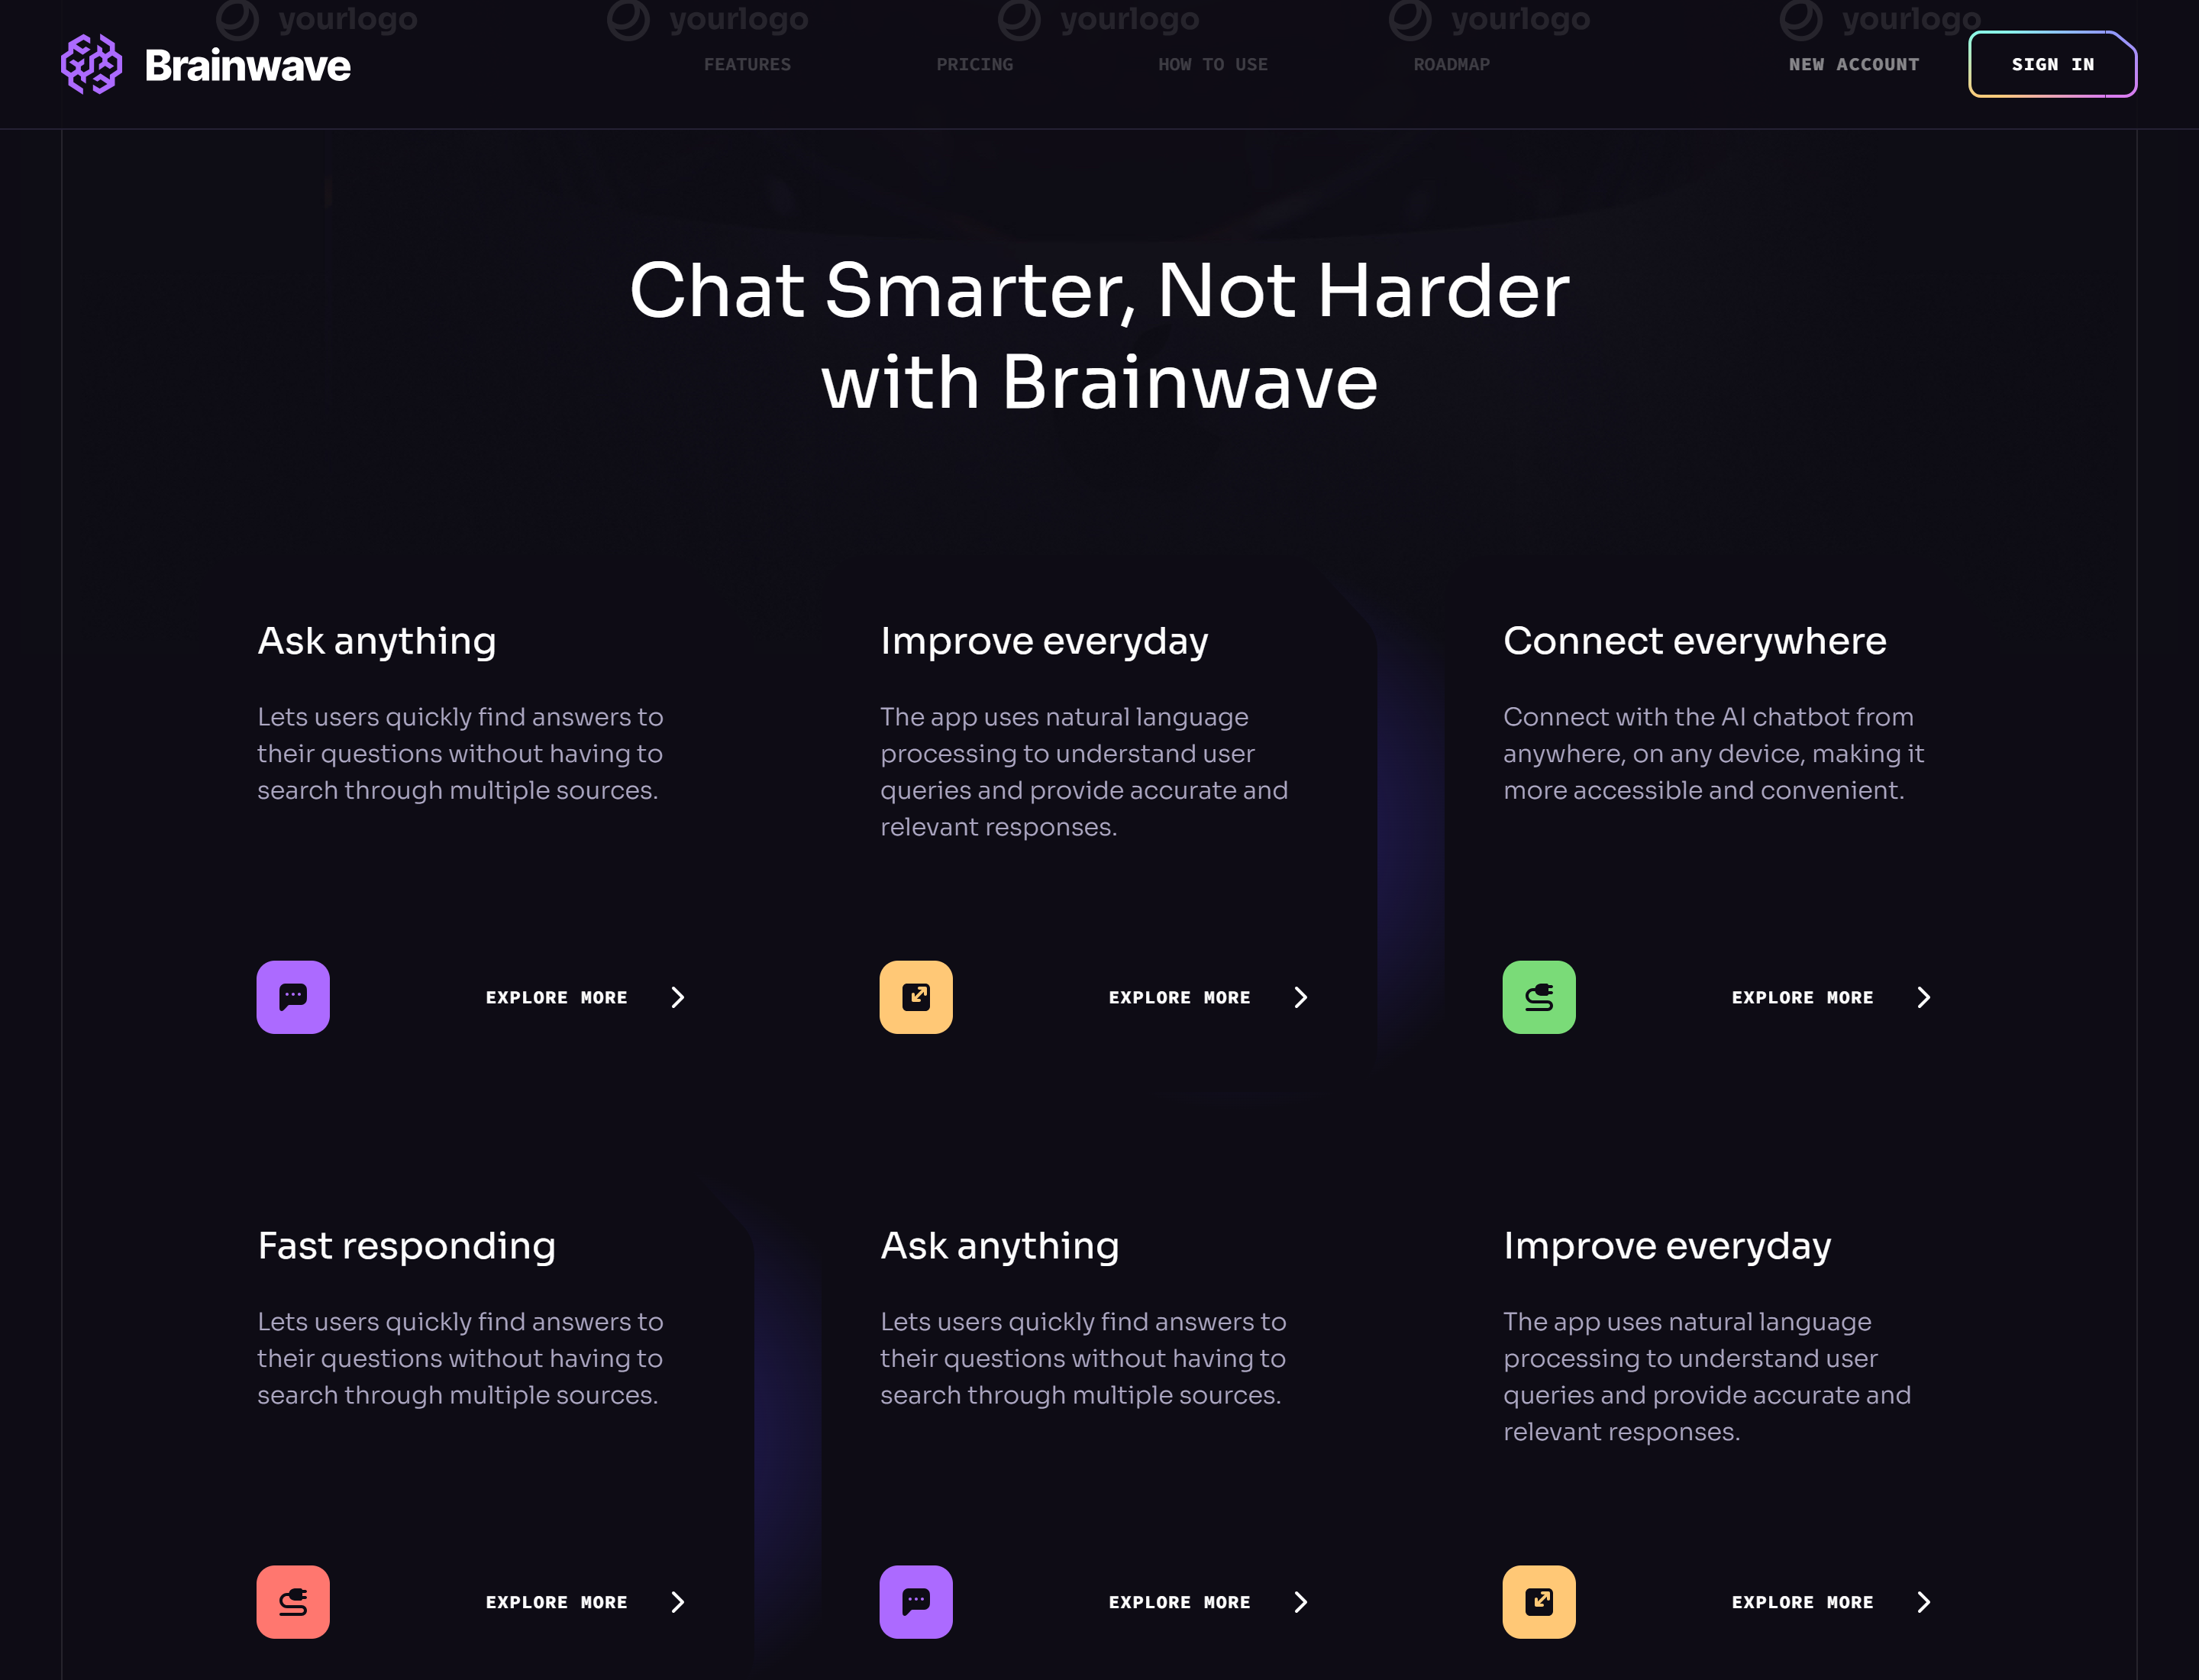 yourlogo yourlogo yourlogo yourlogo yourlogo
Brainwave FEATURES PRICING HOW TO USE ROADMAP NEW ACCOUNT SIGN IN
Chat Smarter, Not Harder
with Brainwave
Ask anything
Lets users quickly find answers to
their questions without having to
search through multiple sources.
EXPLORE MORE
Improve everyday
The app uses natural language
processing to understand user
queries and provide accurate and
relevant responses.
EXPLORE MORE
Connect everywhere
Connect with the AI chatbot from
anywhere, on any device, making it
more accessible and convenient.
EXPLORE MORE
Fast responding
Lets users quickly find answers to
their questions without having to
search through multiple sources.
EXPLORE MORE
Ask anything
Lets users quickly find answers to
their questions without having to
search through multiple sources.
EXPLORE MORE
Improve everyday
The app uses natural language
processing to understand user
queries and provide accurate and
relevant responses.
EXPLORE MORE